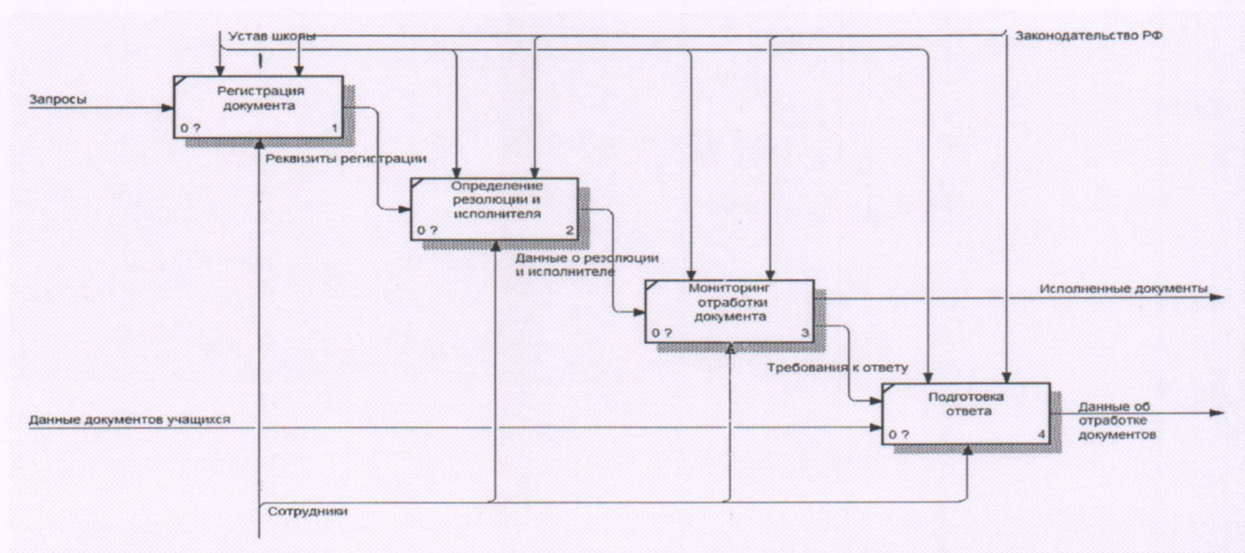 Устав школы
Законодательство РФ
Запросы
Регистрация
документа
0 ?
1
Реквизиты регистрации
Определение
резолюции и
исполнителя
0 ?
2
Данные о резолюции
и исполнителе
Мониторинг
отработки
документа
0 ?
3
Исполненные документы
Требования к ответу
Подготовка
ответа
0 ?
4
Данные об
отработке
документов
Данные документов учащихся
Сотрудники